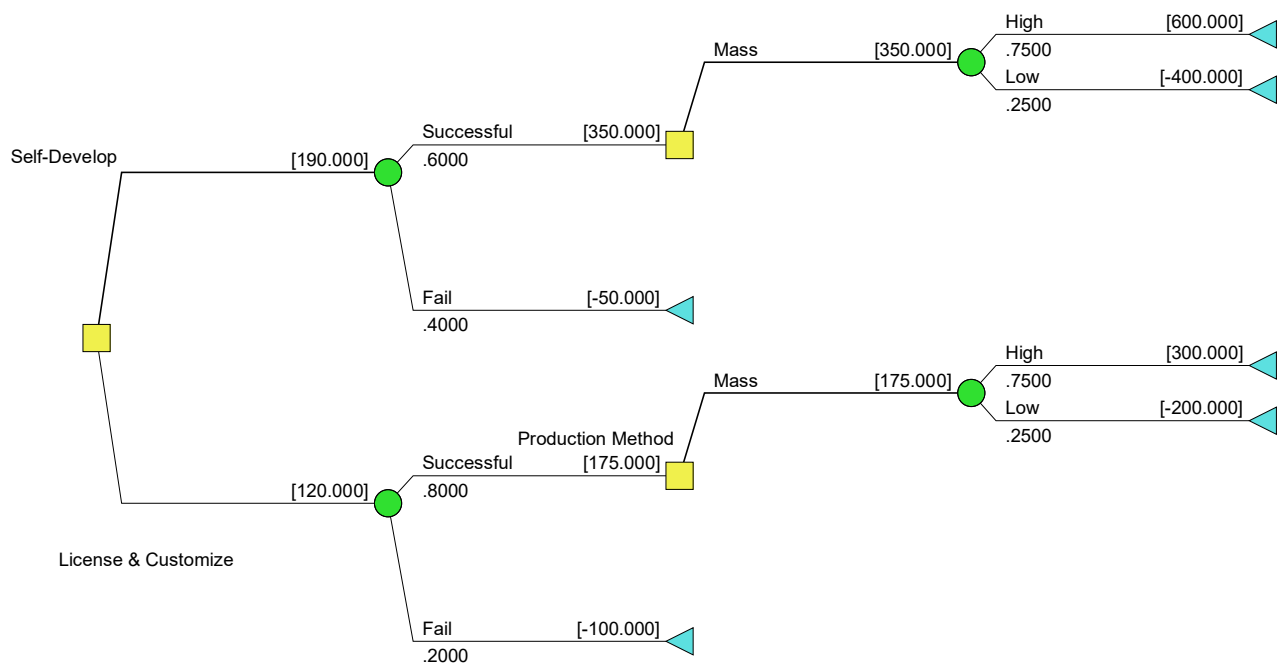 High [600.000]
.7500
Mass [350.000]
Low [-400.000]
.2500
Successful [350.000]
.6000
Self-Develop [190.000]
Fail [-50.000]
.4000
High [300.000]
.7500
Mass [175.000]
Low [-200.000]
.2500
Production Method
Successful [175.000]
.8000
[120.000]
License & Customize
Fail [-100.000]
.2000